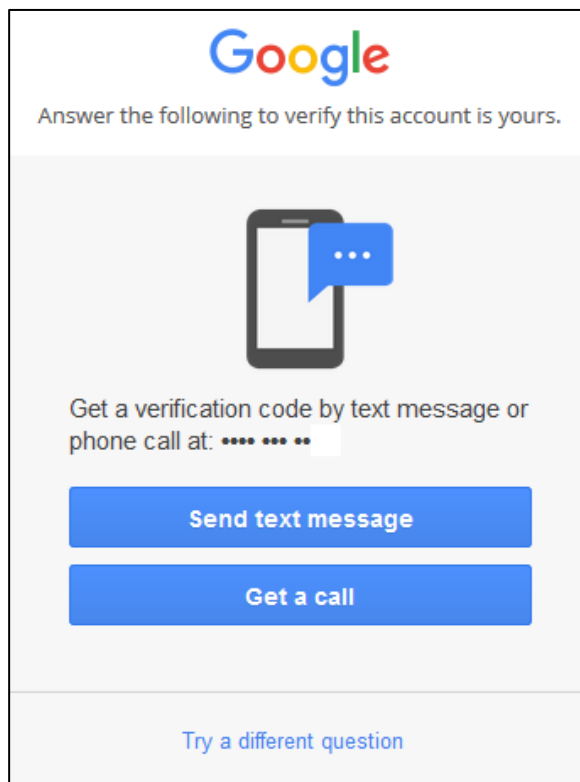 Google
Answer the following to verify this account is yours.
Get a verification code by text message or
phone call at: •••• ••• ••
Send text message
Get a call
Try a different question